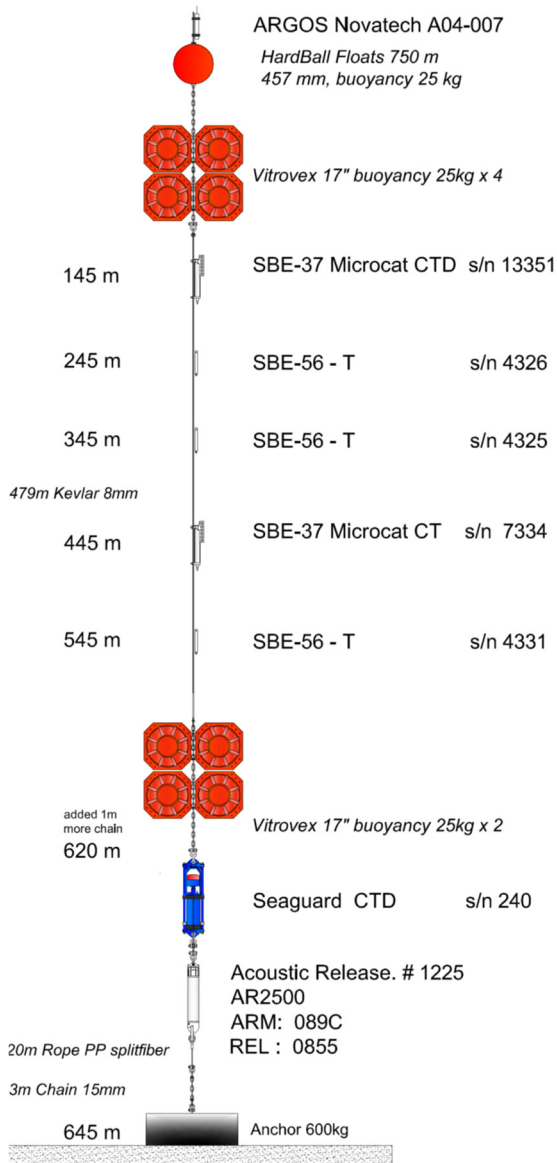 ARGOS Novatech A04-007
HardBall Floats 750 m
457 mm, buoyancy 25 kg
Vitrovex 17" buoyancy 25kg x 4
145 m SBE-37 Microcat CTD s/n 13351
245 m SBE-56 - T s/n 4326
345 m SBE-56 - T s/n 4325
479m Kevlar 8mm
445 m SBE-37 Microcat CT s/n 7334
545 m SBE-56 - T s/n 4331
added 1m
more chain
Vitrovex 17" buoyancy 25kg x 2
620 m
Seaguard CTD s/n 240
Acoustic Release. # 1225
AR2500
ARM: 089C
REL : 0855
20m Rope PP splitfiber
3m Chain 15mm
645 m Anchor 600kg